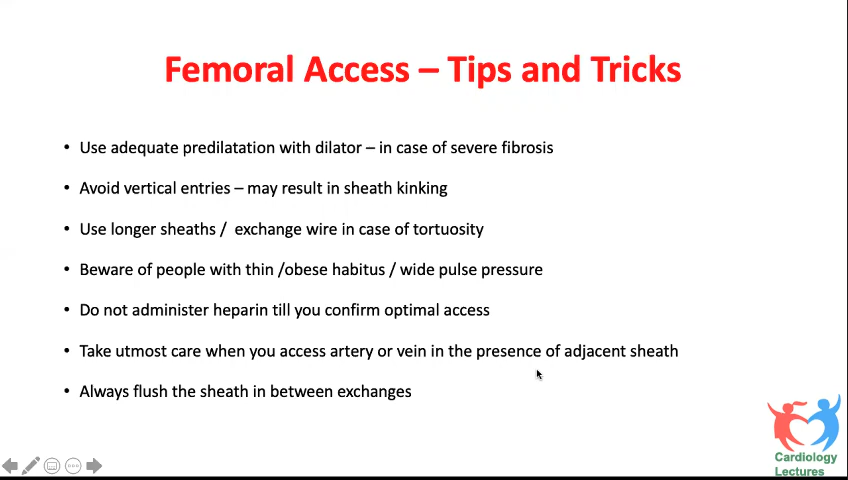 Femoral Access – Tips and Tricks
• Use adequate predilatation with dilator – in case of severe fibrosis
• Avoid vertical entries – may result in sheath kinking
• Use longer sheaths / exchange wire in case of tortuosity
• Beware of people with thin /obese habitus / wide pulse pressure
• Do not administer heparin till you confirm optimal access
• Take utmost care when you access artery or vein in the presence of adjacent sheath
• Always flush the sheath in between exchanges
Cardiology
Lectures